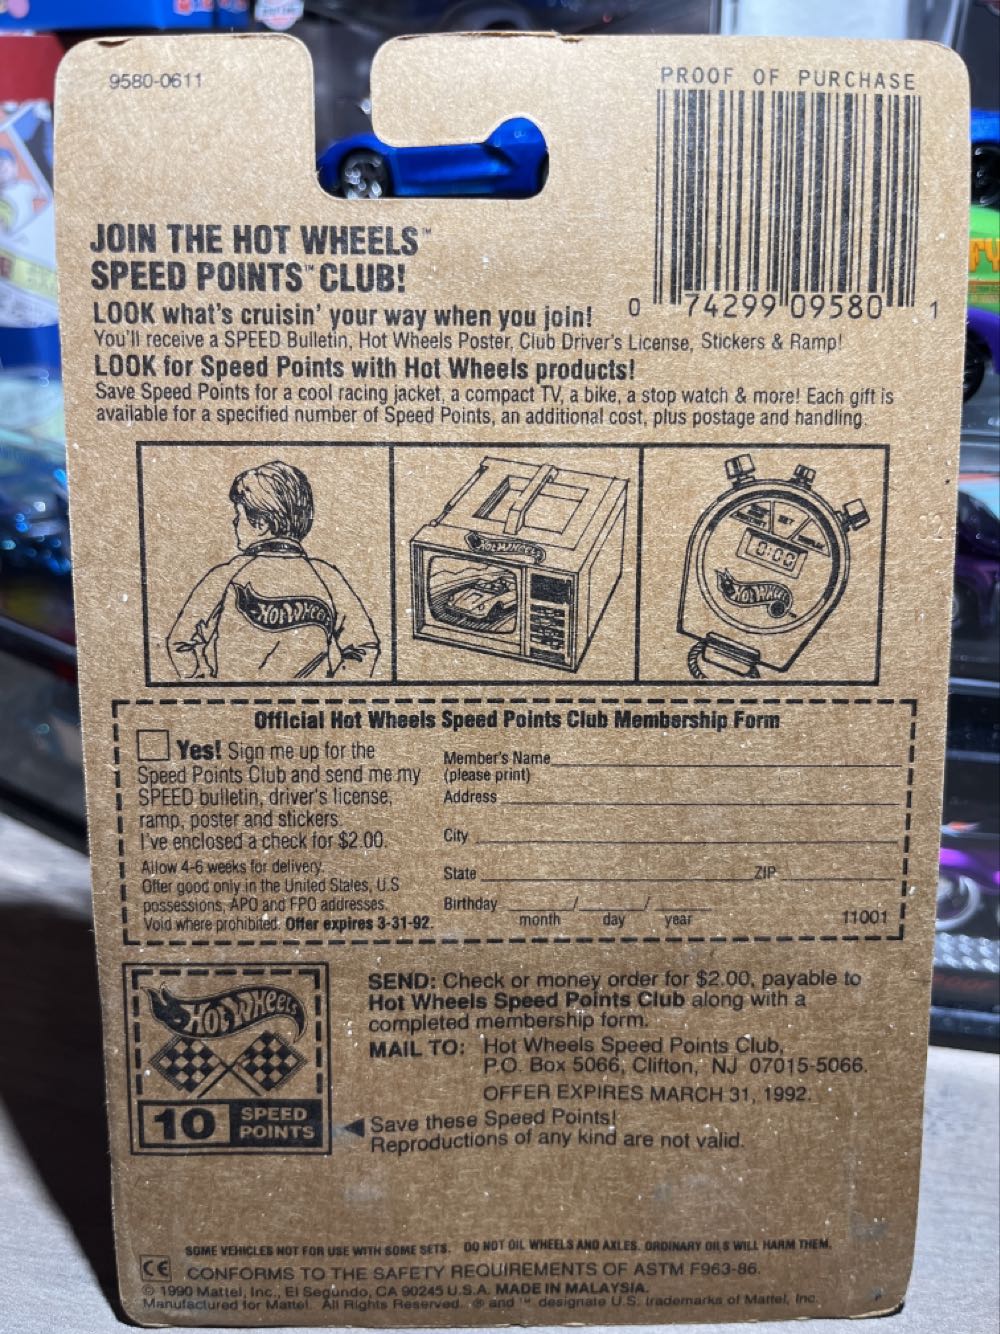 9580-0611
PROOF OF PURCHASE
0 74299 09580 1
JOIN THE HOT WHEELS™
SPEED POINTS™ CLUB!
LOOK what's cruisin' your way when you join!
You'll receive a SPEED Bulletin, Hot Wheels Poster, Club Driver's License, Stickers & Ramp!
LOOK for Speed Points with Hot Wheels products!
Save Speed Points for a cool racing jacket, a compact TV, a bike, a stop watch & more! Each gift is
available for a specified number of Speed Points, an additional cost, plus postage and handling.
HOT WHEELS
HOT WHEELS
SET
0:00
HOT WHEELS
Official Hot Wheels Speed Points Club Membership Form
Yes! Sign me up for the
Speed Points Club and send me my
SPEED bulletin, driver's license,
ramp, poster and stickers.
I've enclosed a check for $2.00.
Allow 4-6 weeks for delivery.
Offer good only in the United States, U.S
possessions, APO and FPO addresses.
Void where prohibited. Offer expires 3-31-92.
Member's Name
(please print)
Address
City
State ZIP
Birthday / /
month day year
11001
HOT WHEELS
10 SPEED
POINTS
SEND: Check or money order for $2.00, payable to
Hot Wheels Speed Points Club along with a
completed membership form.
MAIL TO: Hot Wheels Speed Points Club,
P.O. Box 5066, Clifton, NJ 07015-5066.
OFFER EXPIRES MARCH 31, 1992.
Save these Speed Points!
Reproductions of any kind are not valid.
SOME VEHICLES NOT FOR USE WITH SOME SETS. DO NOT OIL WHEELS AND AXLES. ORDINARY OILS WILL HARM THEM.
CE CONFORMS TO THE SAFETY REQUIREMENTS OF ASTM F963-86.
© 1990 Mattel, Inc., El Segundo, CA 90245 U.S.A. MADE IN MALAYSIA.
Manufactured for Mattel. All Rights Reserved. ® and ™ designate U.S. trademarks of Mattel, Inc.